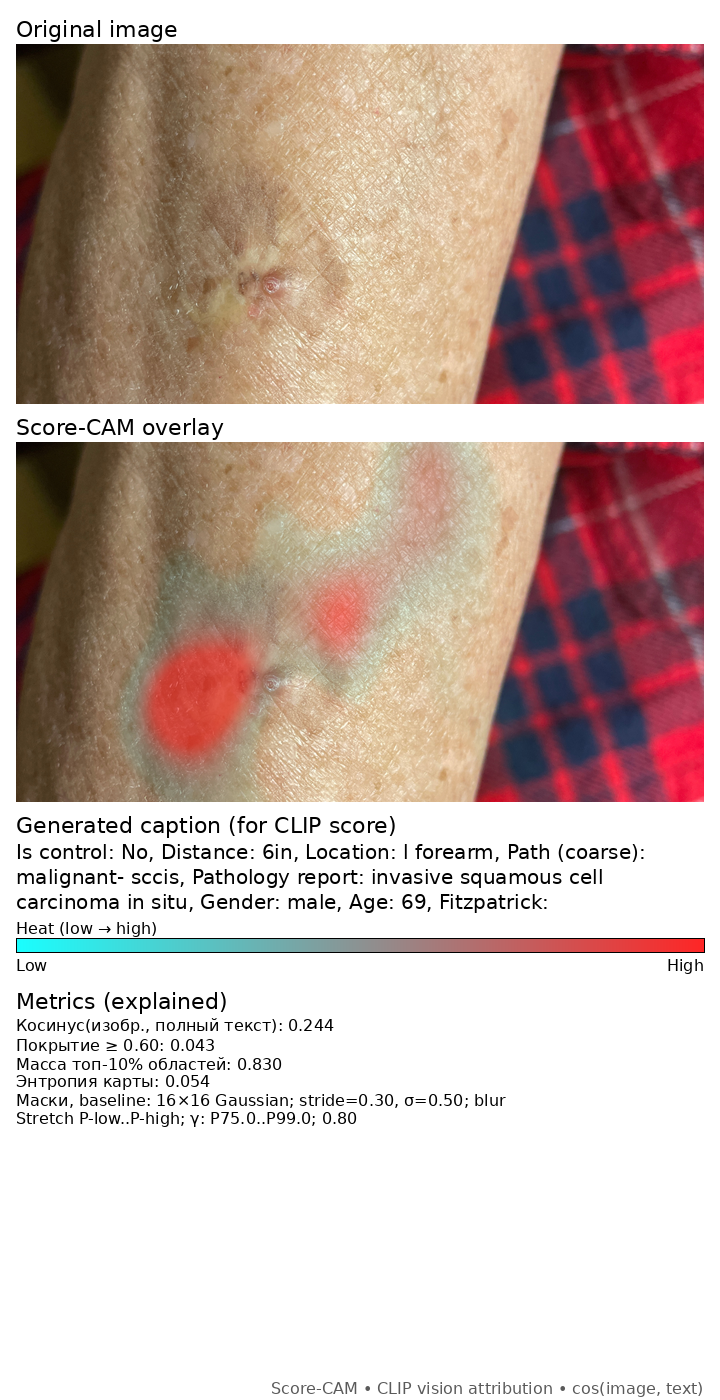 Original image
Score-CAM overlay
Generated caption (for CLIP score)
Is control: No, Distance: 6in, Location: l forearm, Path (coarse):
malignant- sccis, Pathology report: invasive squamous cell
carcinoma in situ, Gender: male, Age: 69, Fitzpatrick:
Heat (low → high)
Low High
Metrics (explained)
Косинус(изобр., полный текст): 0.244
Покрытие ≥ 0.60: 0.043
Масса топ-10% областей: 0.830
Энтропия карты: 0.054
Маски, baseline: 16×16 Gaussian; stride=0.30, σ=0.50; blur
Stretch P-low..P-high; γ: P75.0..P99.0; 0.80
Score-CAM • CLIP vision attribution • cos(image, text)